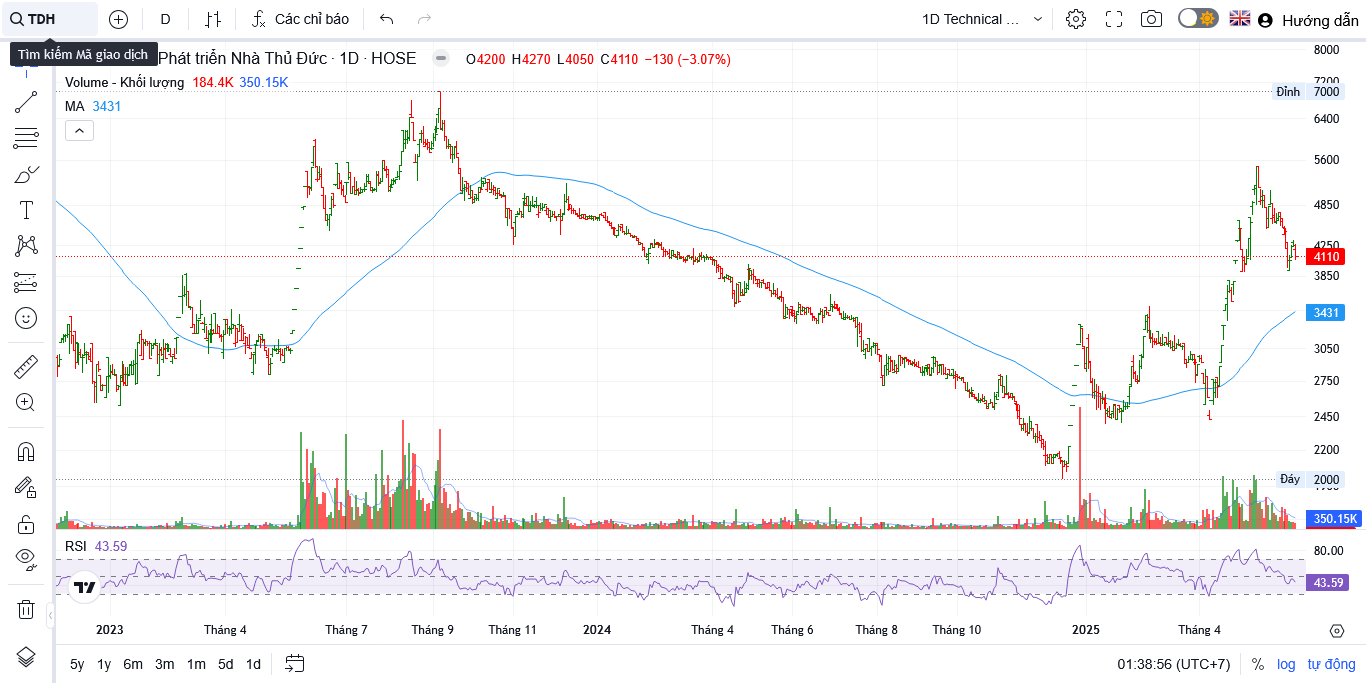 TDH
D
Các chỉ báo
1D Technical ...
Hướng dẫn
Tìm kiếm Mã giao dịch
Phát triển Nhà Thủ Đức · 1D · HOSE
O4200 H4270 L4050 C4110 −130 (−3.07%)
Volume - Khối lượng 184.4K 350.15K
MA 3431
8000
7200
Đỉnh 7000
6400
5600
4850
4250
4110
3850
3431
3050
2750
2450
2200
Đáy 2000
350.15K
RSI 43.59
80.00
43.59
2023 Tháng 4 Tháng 7 Tháng 9 Tháng 11 2024 Tháng 4 Tháng 6 Tháng 8 Tháng 10 2025 Tháng 4
5y 1y 6m 3m 1m 5d 1d
01:38:56 (UTC+7) % log tự động